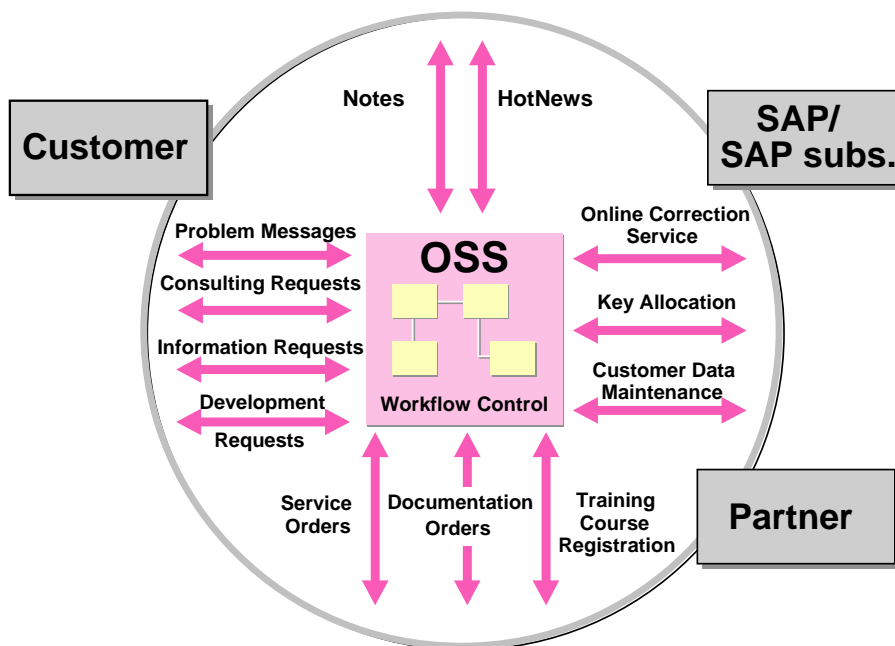 Notes
HotNews
Customer
SAP/
SAP subs.
Problem Messages
Consulting Requests
Information Requests
Development
Requests
OSS
Workflow Control
Online Correction
Service
Key Allocation
Customer Data
Maintenance
Service
Orders
Documentation
Orders
Training
Course
Registration
Partner